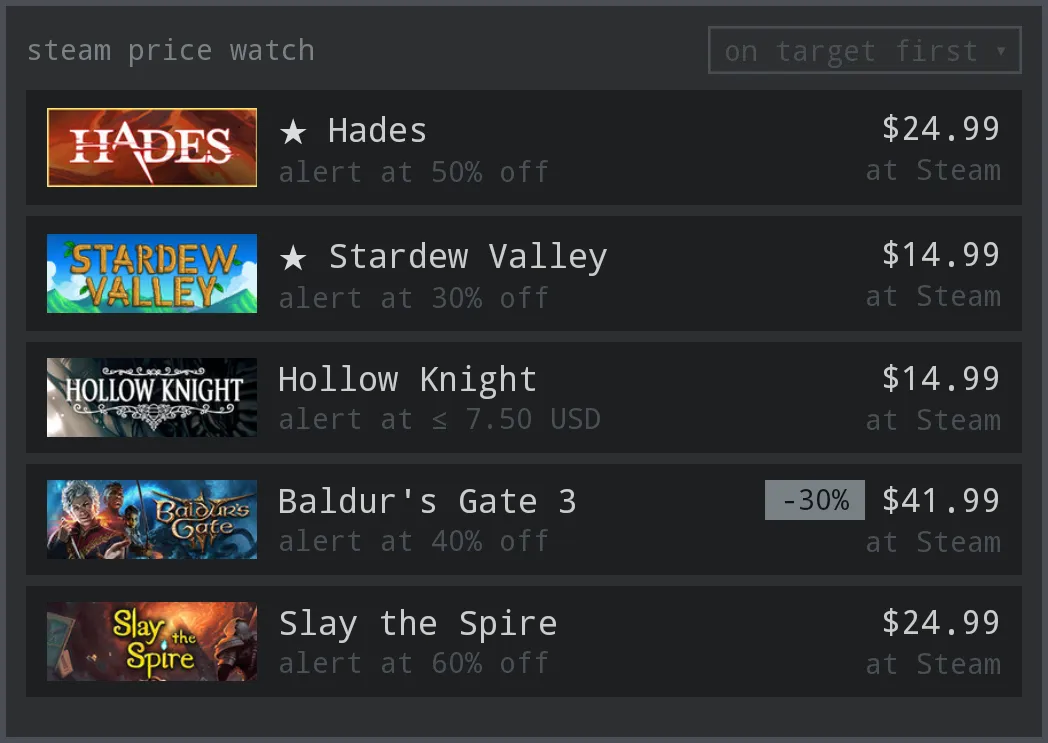 steam price watch
on target first ▾
HADES
★ Hades
$24.99
alert at 50% off
at Steam
STARDEW
VALLEY
★ Stardew Valley
$14.99
alert at 30% off
at Steam
HOLLOW KNIGHT
Hollow Knight
$14.99
alert at ≤ 7.50 USD
at Steam
BALDUR'S
GATE
Baldur's Gate 3
-30%
$41.99
alert at 40% off
at Steam
Slay the
Spire
Slay the Spire
$24.99
alert at 60% off
at Steam